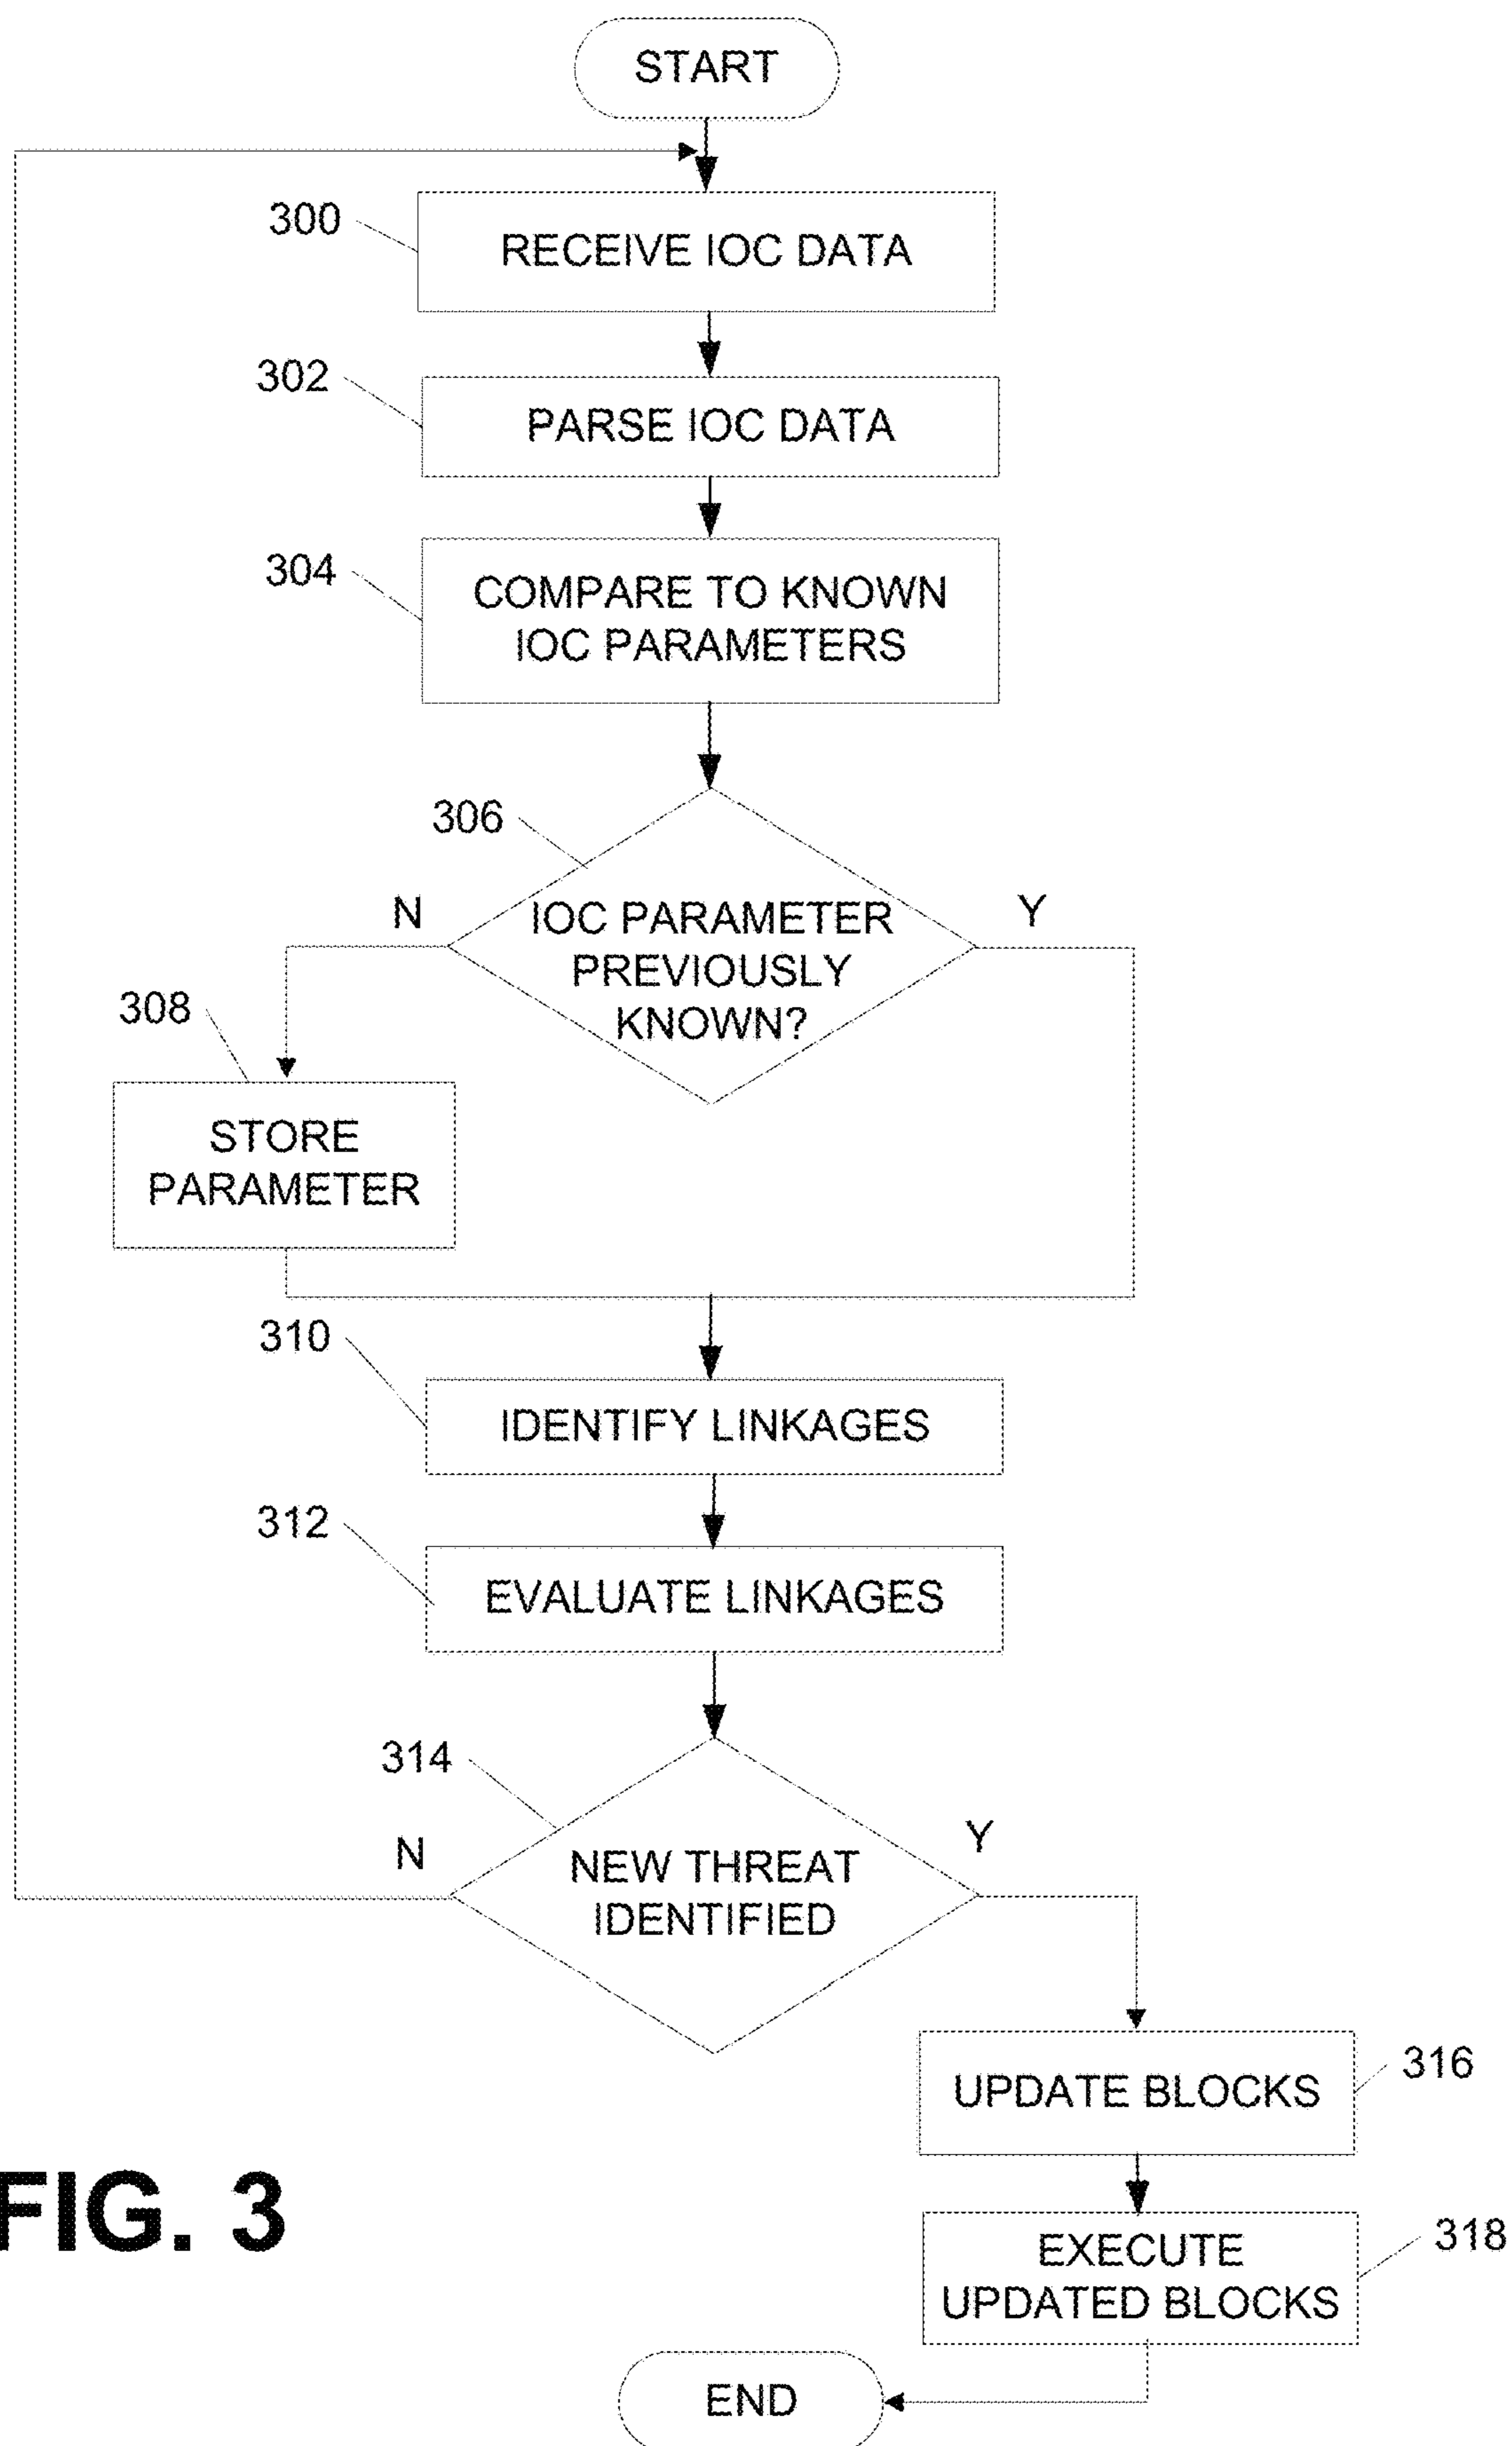 START
300
RECEIVE IOC DATA
302
PARSE IOC DATA
304
COMPARE TO KNOWN
IOC PARAMETERS
306
N
IOC PARAMETER
PREVIOUSLY
KNOWN?
Y
308
STORE
PARAMETER
310
IDENTIFY LINKAGES
312
EVALUATE LINKAGES
314
N
NEW THREAT
IDENTIFIED
Y
UPDATE BLOCKS
316
FIG. 3
EXECUTE
UPDATED BLOCKS
318
END